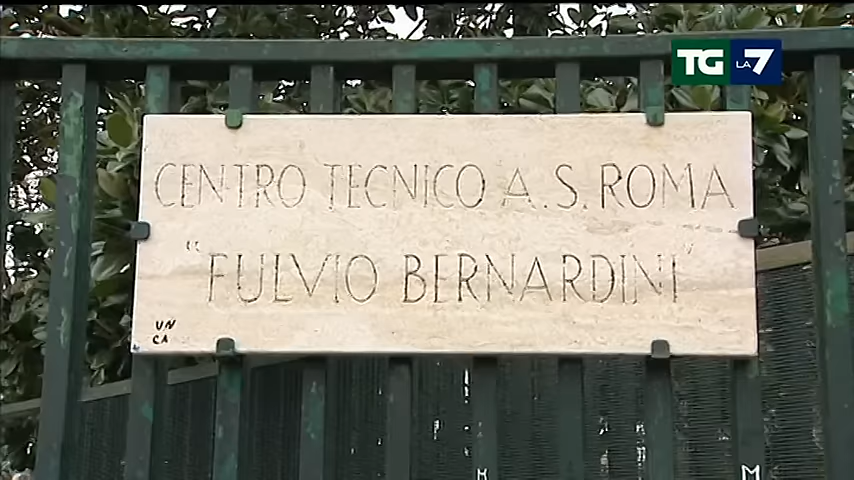 TG LA 7
CENTRO TECNICO A.S. ROMA
"FULVIO BERNARDINI"
UN
CA
K
M